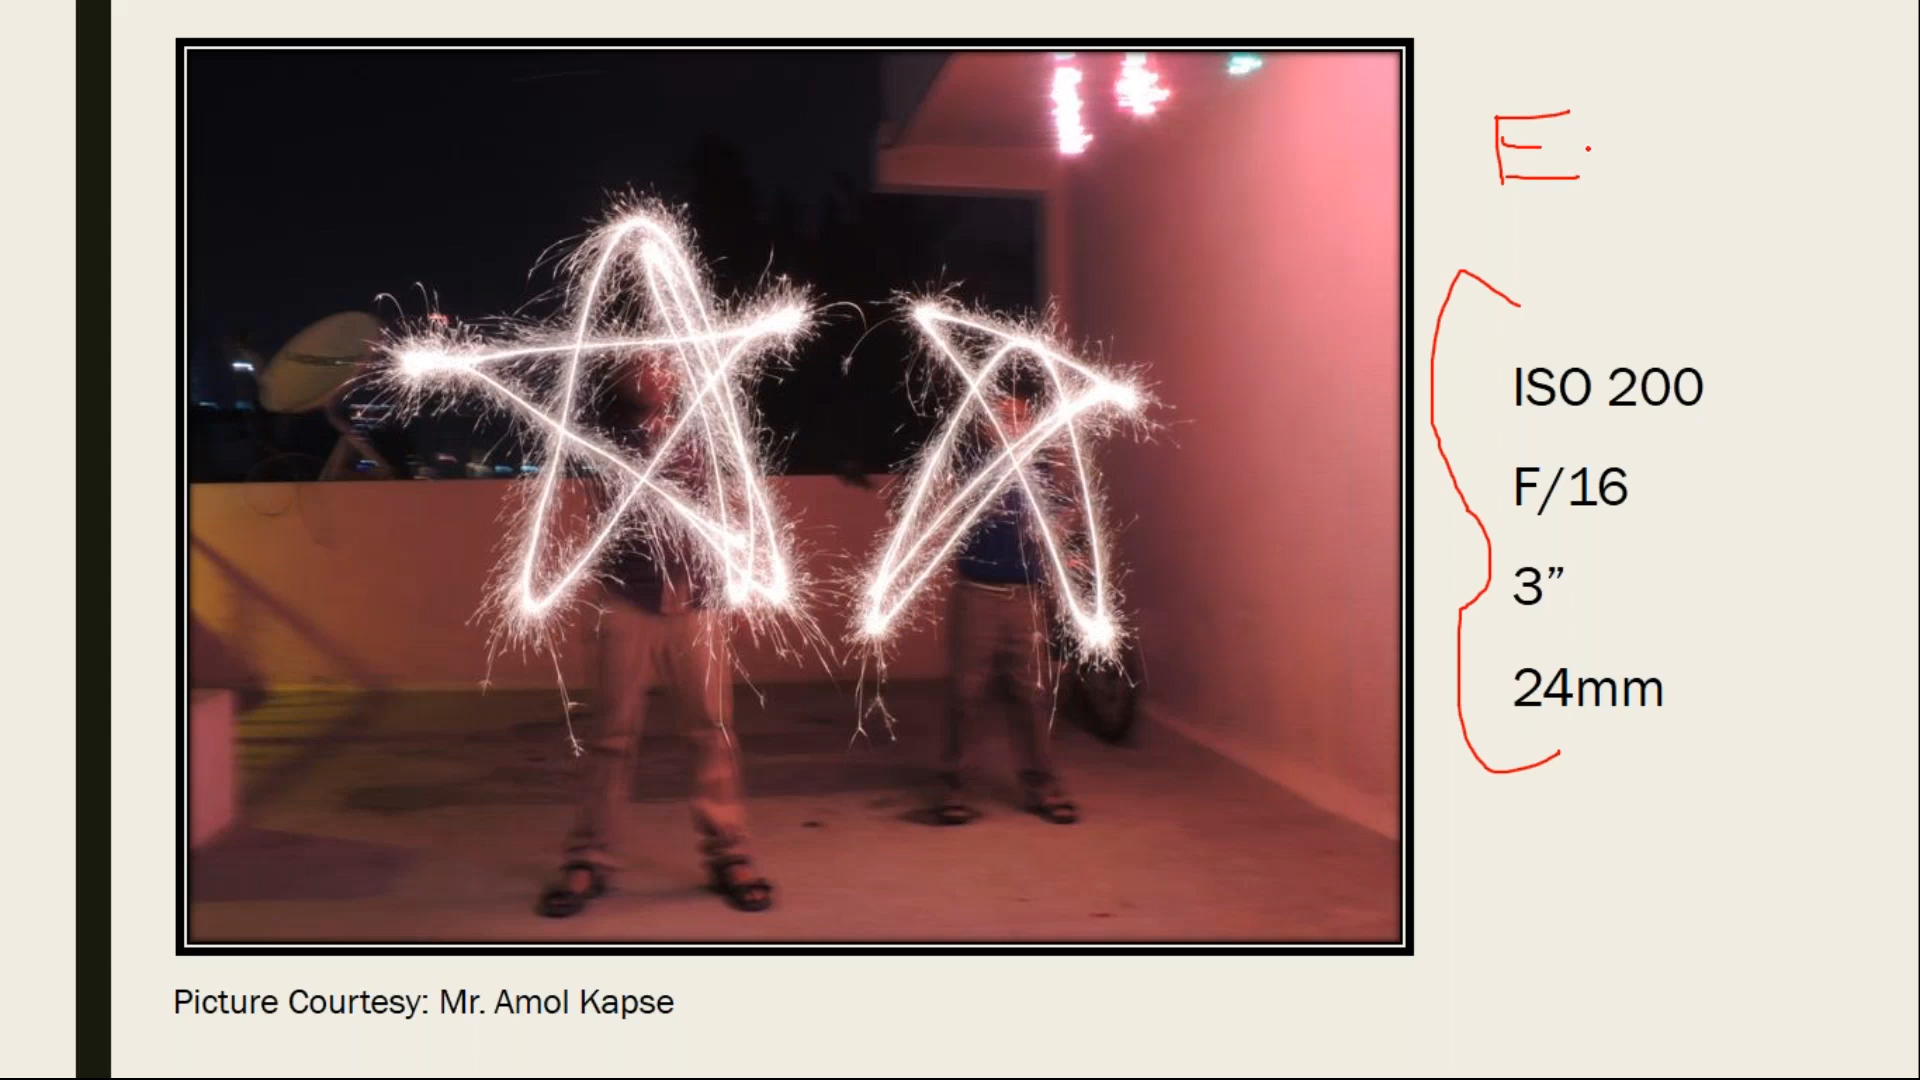 E.
ISO 200
F/16
3”
24mm
Picture Courtesy: Mr. Amol Kapse